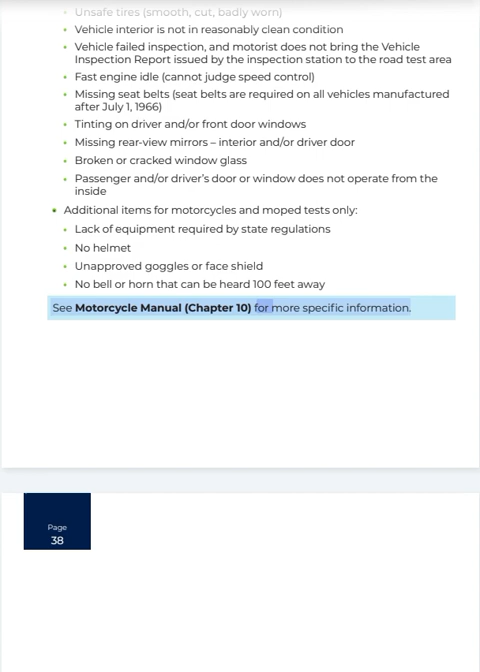 Unsafe tires (smooth, cut, badly worn)
Vehicle interior is not in reasonably clean condition
Vehicle failed inspection, and motorist does not bring the Vehicle
Inspection Report issued by the inspection station to the road test area
Fast engine idle (cannot judge speed control)
Missing seat belts (seat belts are required on all vehicles manufactured
after July 1, 1966)
Tinting on driver and/or front door windows
Missing rear-view mirrors – interior and/or driver door
Broken or cracked window glass
Passenger and/or driver's door or window does not operate from the
inside
Additional items for motorcycles and moped tests only:
Lack of equipment required by state regulations
No helmet
Unapproved goggles or face shield
No bell or horn that can be heard 100 feet away
See Motorcycle Manual (Chapter 10) for more specific information.
Page
38